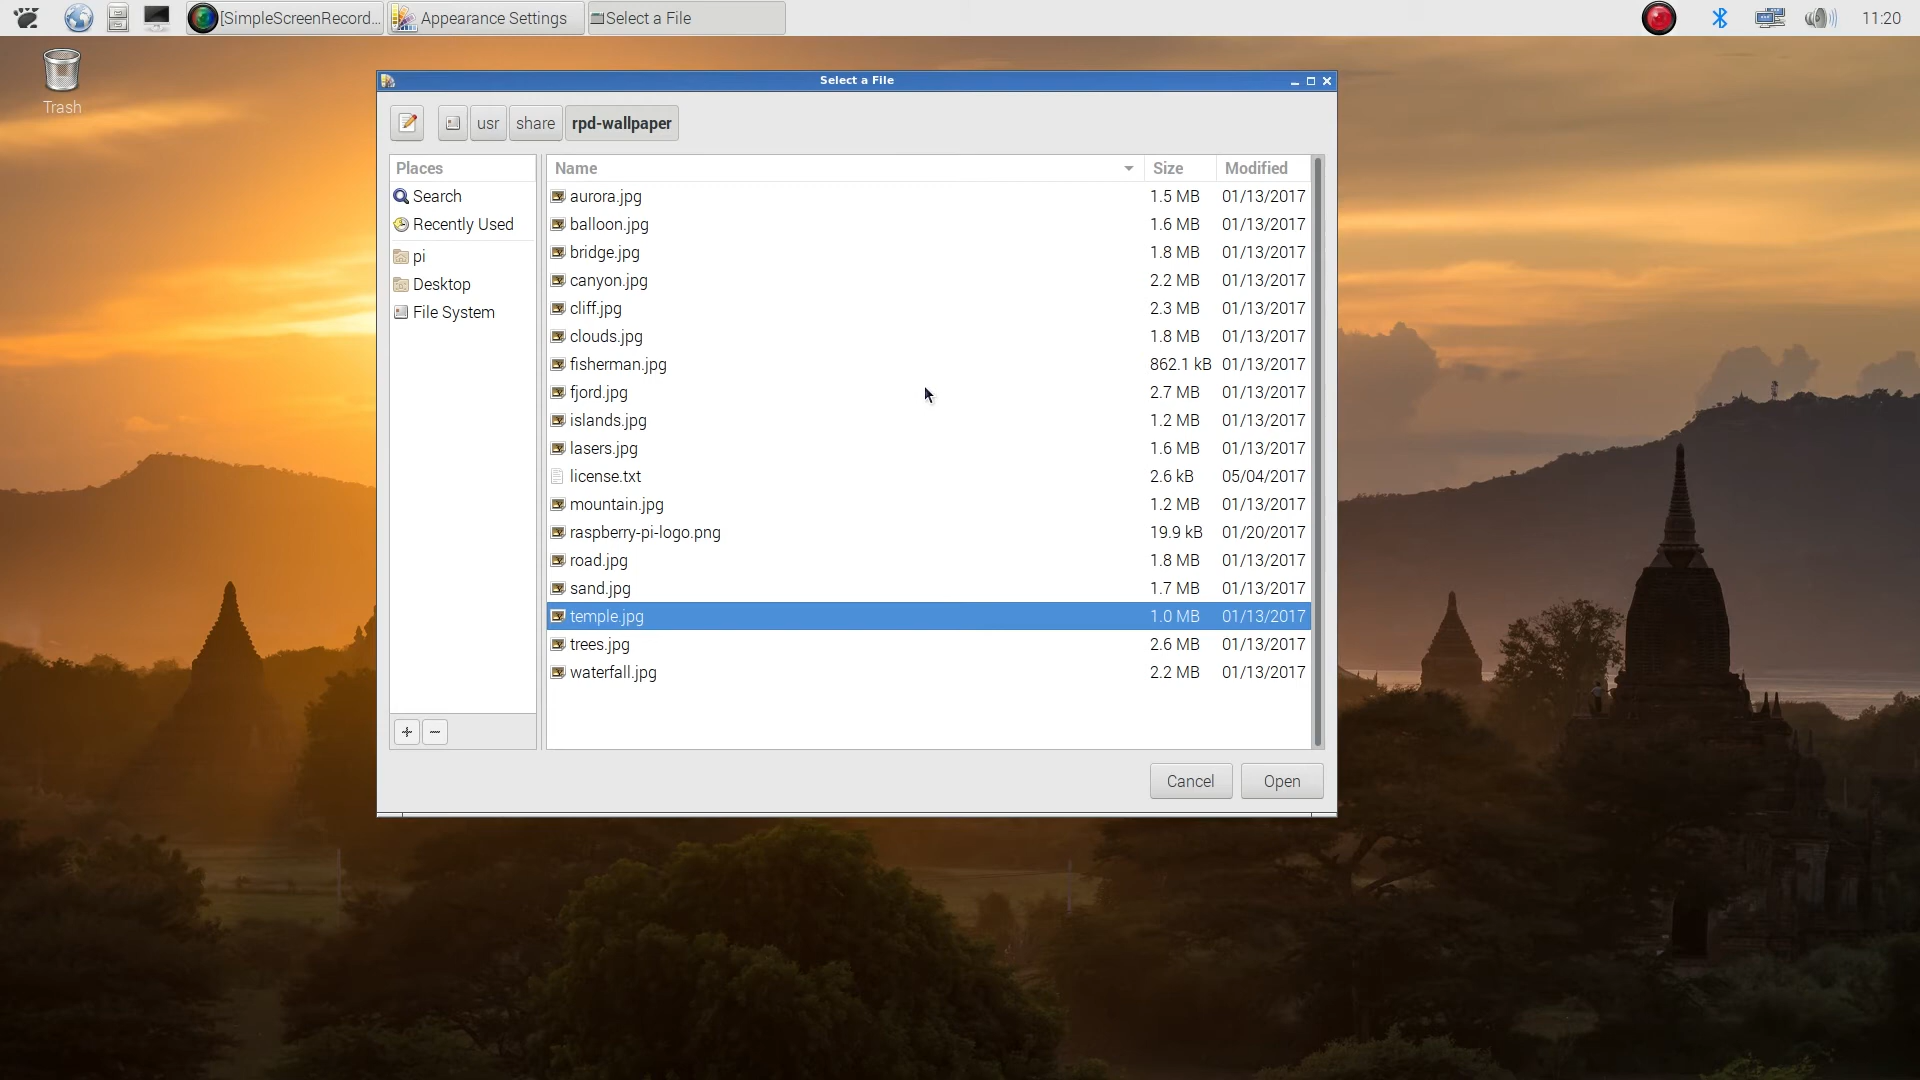 [SimpleScreenRecord... Appearance Settings Select a File 11:20
Trash
Select a File
usr share rpd-wallpaper
Places
Search
Recently Used
pi
Desktop
File System
Name Size Modified
aurora.jpg 1.5 MB 01/13/2017
balloon.jpg 1.6 MB 01/13/2017
bridge.jpg 1.8 MB 01/13/2017
canyon.jpg 2.2 MB 01/13/2017
cliff.jpg 2.3 MB 01/13/2017
clouds.jpg 1.8 MB 01/13/2017
fisherman.jpg 862.1 kB 01/13/2017
fjord.jpg 2.7 MB 01/13/2017
islands.jpg 1.2 MB 01/13/2017
lasers.jpg 1.6 MB 01/13/2017
license.txt 2.6 kB 05/04/2017
mountain.jpg 1.2 MB 01/13/2017
raspberry-pi-logo.png 19.9 kB 01/20/2017
road.jpg 1.8 MB 01/13/2017
sand.jpg 1.7 MB 01/13/2017
temple.jpg 1.0 MB 01/13/2017
trees.jpg 2.6 MB 01/13/2017
waterfall.jpg 2.2 MB 01/13/2017
Cancel Open